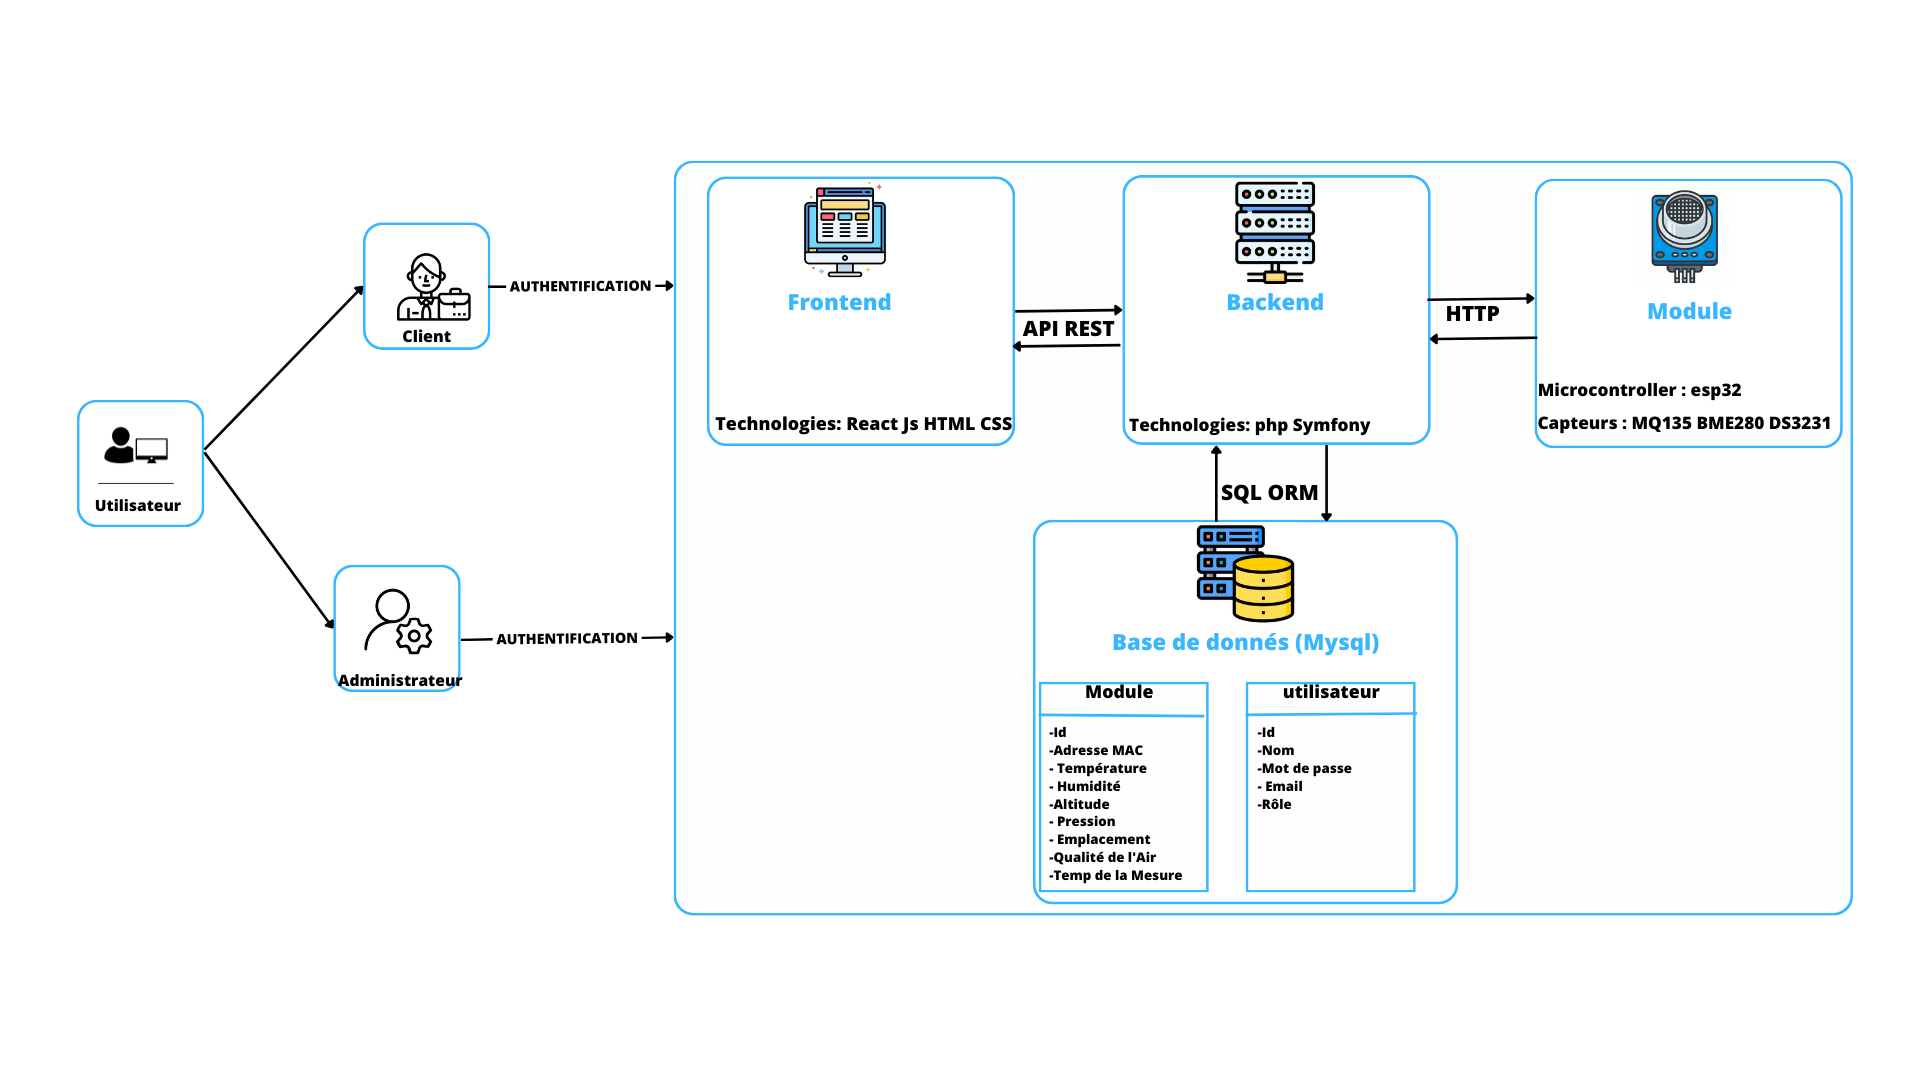 Utilisateur
Client
Administrateur
AUTHENTIFICATION
AUTHENTIFICATION
Frontend
Technologies: React Js HTML CSS
API REST
Backend
Technologies: php Symfony
HTTP
Module
Microcontroller : esp32
Capteurs : MQ135 BME280 DS3231
SQL ORM
Base de donnés (Mysql)
Module
-Id
-Adresse MAC
- Température
- Humidité
-Altitude
- Pression
- Emplacement
-Qualité de l'Air
-Temp de la Mesure
utilisateur
-Id
-Nom
-Mot de passe
- Email
-Rôle